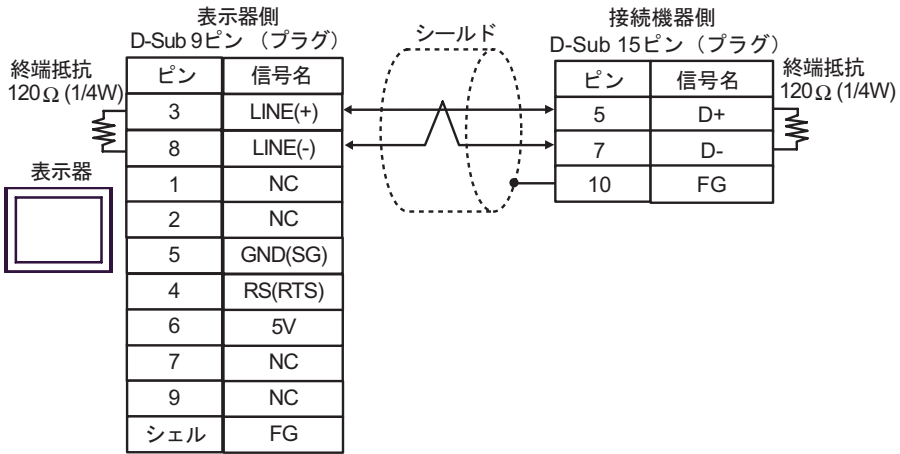 表示器側
D-Sub 9ピン （プラグ）
シールド
接続機器側
D-Sub 15ピン（プラグ）
終端抵抗
120Ω (1/4W)
ピン 信号名
3 LINE(+)
8 LINE(-)
1 NC
2 NC
5 GND(SG)
4 RS(RTS)
6 5V
7 NC
9 NC
シェル FG
表示器
ピン 信号名
5 D+
7 D-
10 FG
終端抵抗
120Ω (1/4W)